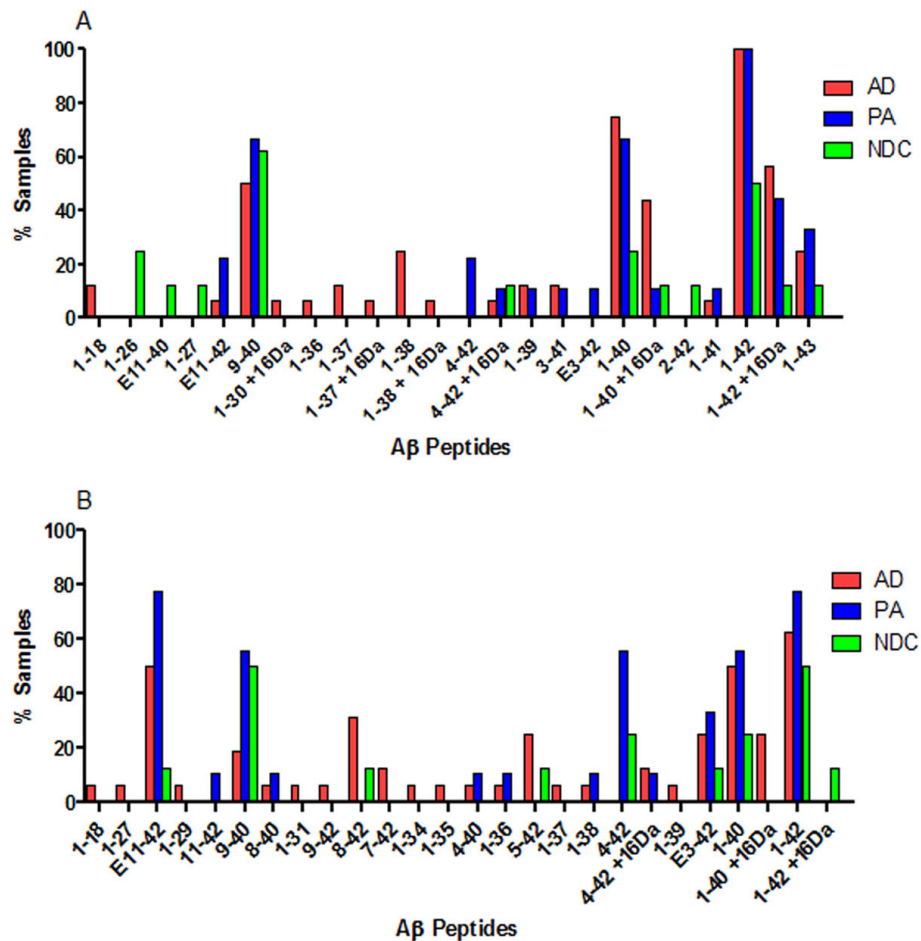 A
100
80
60
40
20
0
% Samples
AD
PA
NDC
1-18
1-26
E11-40
1-27
E11-42
9-40
1-30 +16Da
1-36
1-37
1-37 +16Da
1-38
1-38 + 16Da
4-42
4-42 +16Da
1-39
3-41
E3-42
1-40
1-40 +16Da
2-42
1-41
1-42
1-42 +16Da
1-43
Aβ Peptides
B
100
80
60
40
20
0
% Samples
AD
PA
NDC
1-18
1-27
E11-42
1-29
11-42
9-40
8-40
1-31
9-42
8-42
7-42
1-34
1-35
4-40
1-36
5-42
1-37
1-38
4-42
4-42 +16Da
1-39
E3-42
1-40
1-40 +16Da
1-42
1-42 +16Da
Aβ Peptides